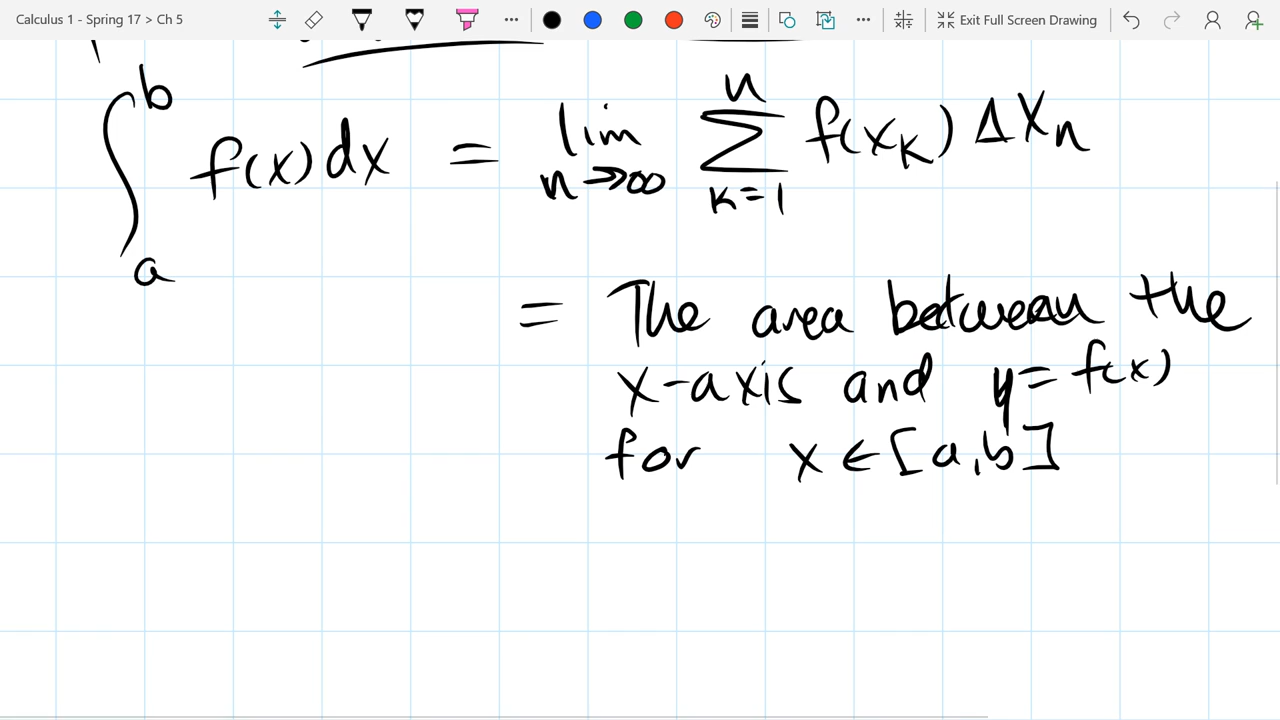 Calculus 1 - Spring 17 > Ch 5
Exit Full Screen Drawing
∫_a^b f(x) dx = lim_{n→∞} ∑_{k=1}^{n} f(x_k) Δx_n
= The area between the
x-axis and y = f(x)
for x ∈ [a,b]